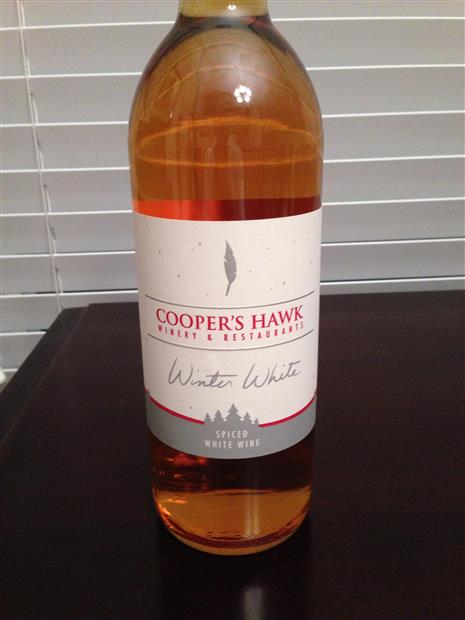 COOPER'S HAWK
WINERY & RESTAURANTS
Winter White
SPICED
WHITE WINE